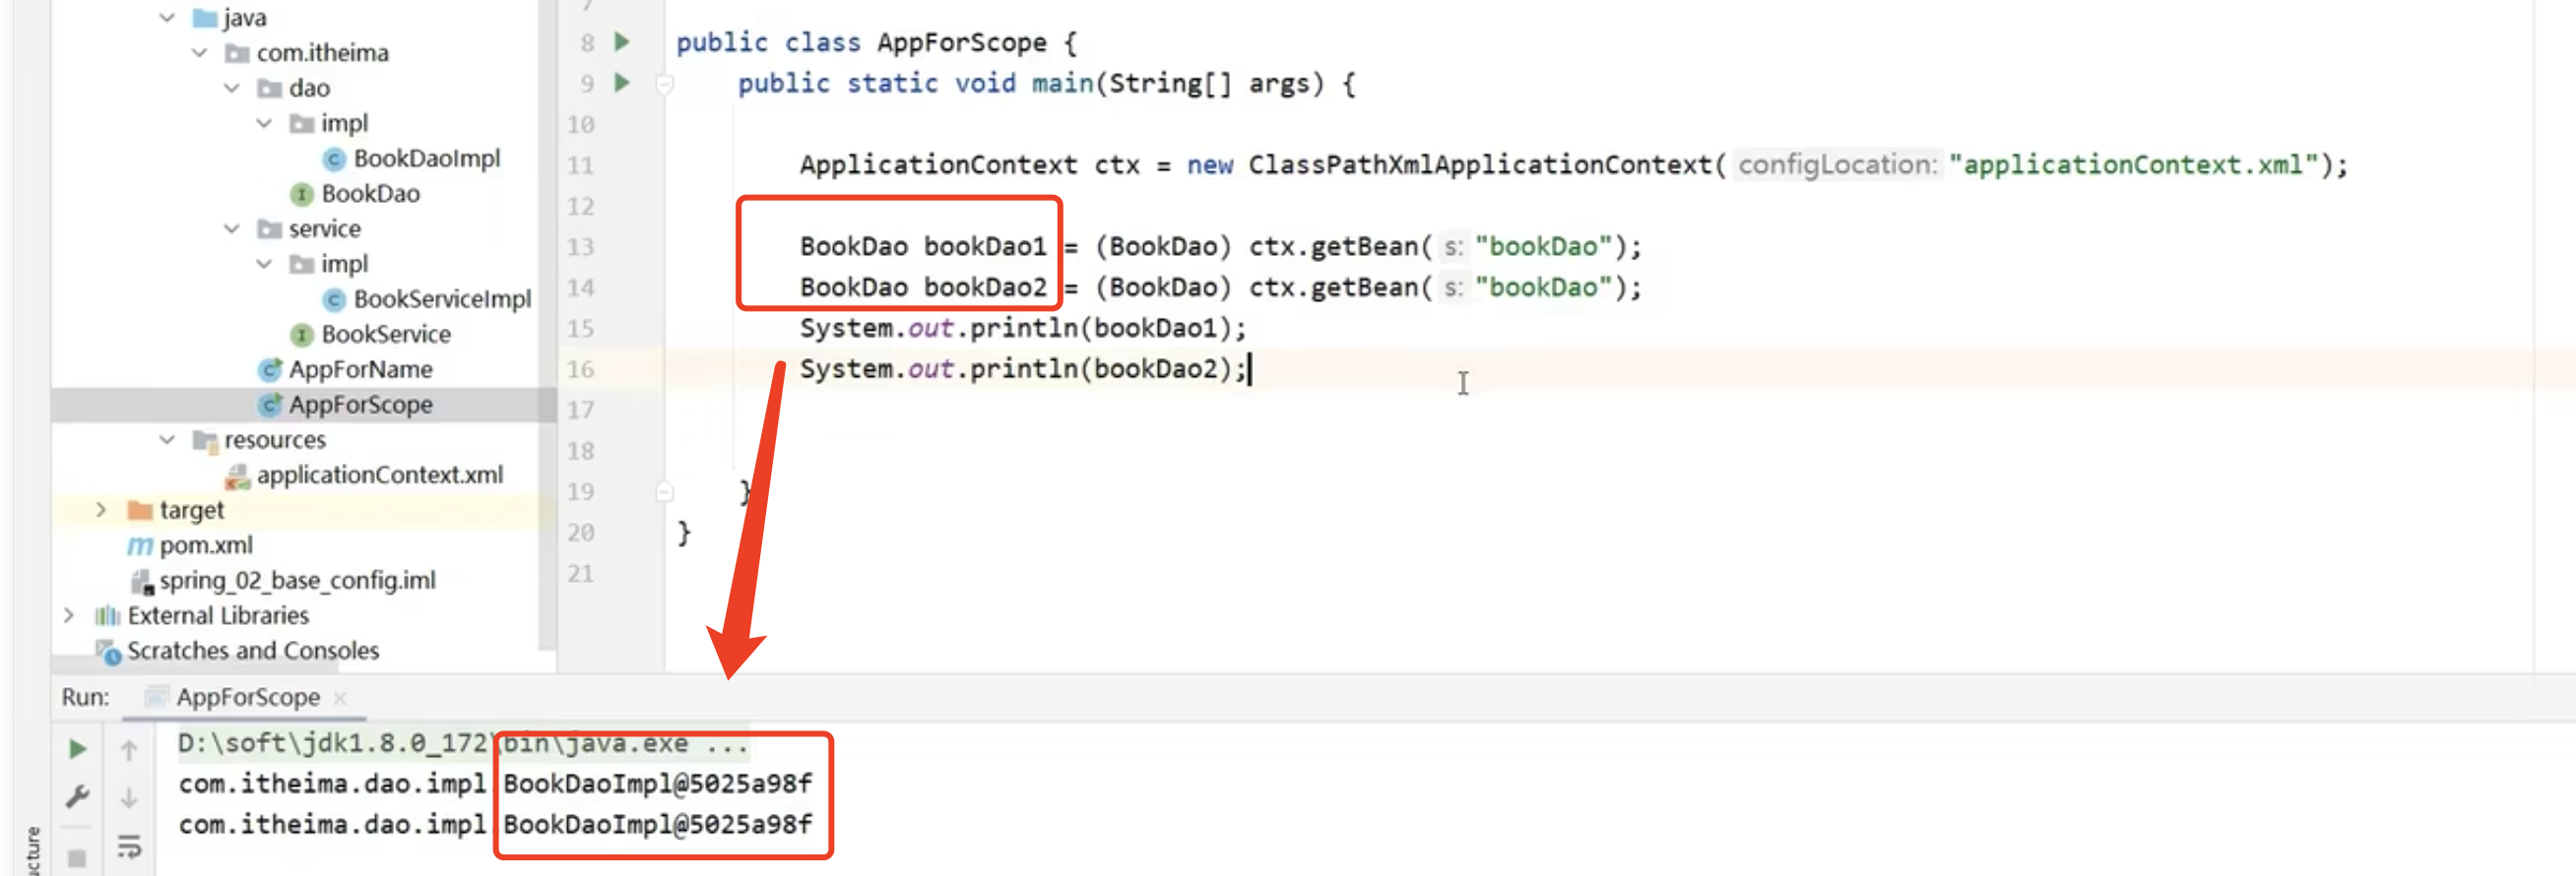 java
com.itheima
dao
impl
BookDaoImpl
BookDao
service
impl
BookServiceImpl
BookService
AppForName
AppForScope
resources
applicationContext.xml
target
pom.xml
spring_02_base_config.iml
External Libraries
Scratches and Consoles
7
8 public class AppForScope {
9 public static void main(String[] args) {
10
11 ApplicationContext ctx = new ClassPathXmlApplicationContext( configLocation: "applicationContext.xml");
12
13 BookDao bookDao1 = (BookDao) ctx.getBean( s: "bookDao");
14 BookDao bookDao2 = (BookDao) ctx.getBean( s: "bookDao");
15 System.out.println(bookDao1);
16 System.out.println(bookDao2);
17
18
19 }
20 }
21
Run: AppForScope
D:\soft\jdk1.8.0_172\bin\java.exe ...
com.itheima.dao.impl.BookDaoImpl@5025a98f
com.itheima.dao.impl.BookDaoImpl@5025a98f